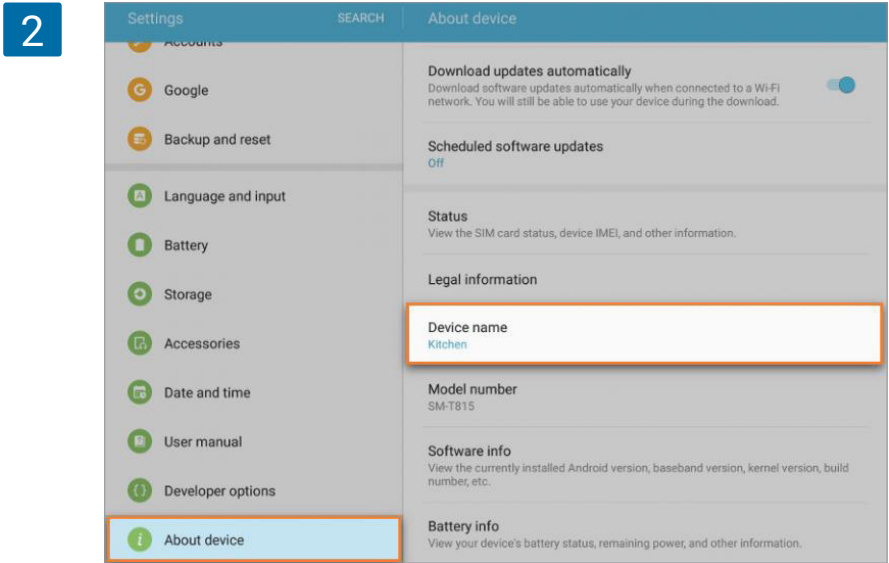 2
Settings
SEARCH
About device
Accounts
Google
Backup and reset
Language and input
Battery
Storage
Accessories
Date and time
User manual
Developer options
About device
Download updates automatically
Download software updates automatically when connected to a Wi-Fi
network. You will still be able to use your device during the download.
Scheduled software updates
Off
Status
View the SIM card status, device IMEI, and other information.
Legal information
Device name
Kitchen
Model number
SM-T815
Software info
View the currently installed Android version, baseband version, kernel version, build
number, etc.
Battery info
View your device's battery status, remaining power, and other information.